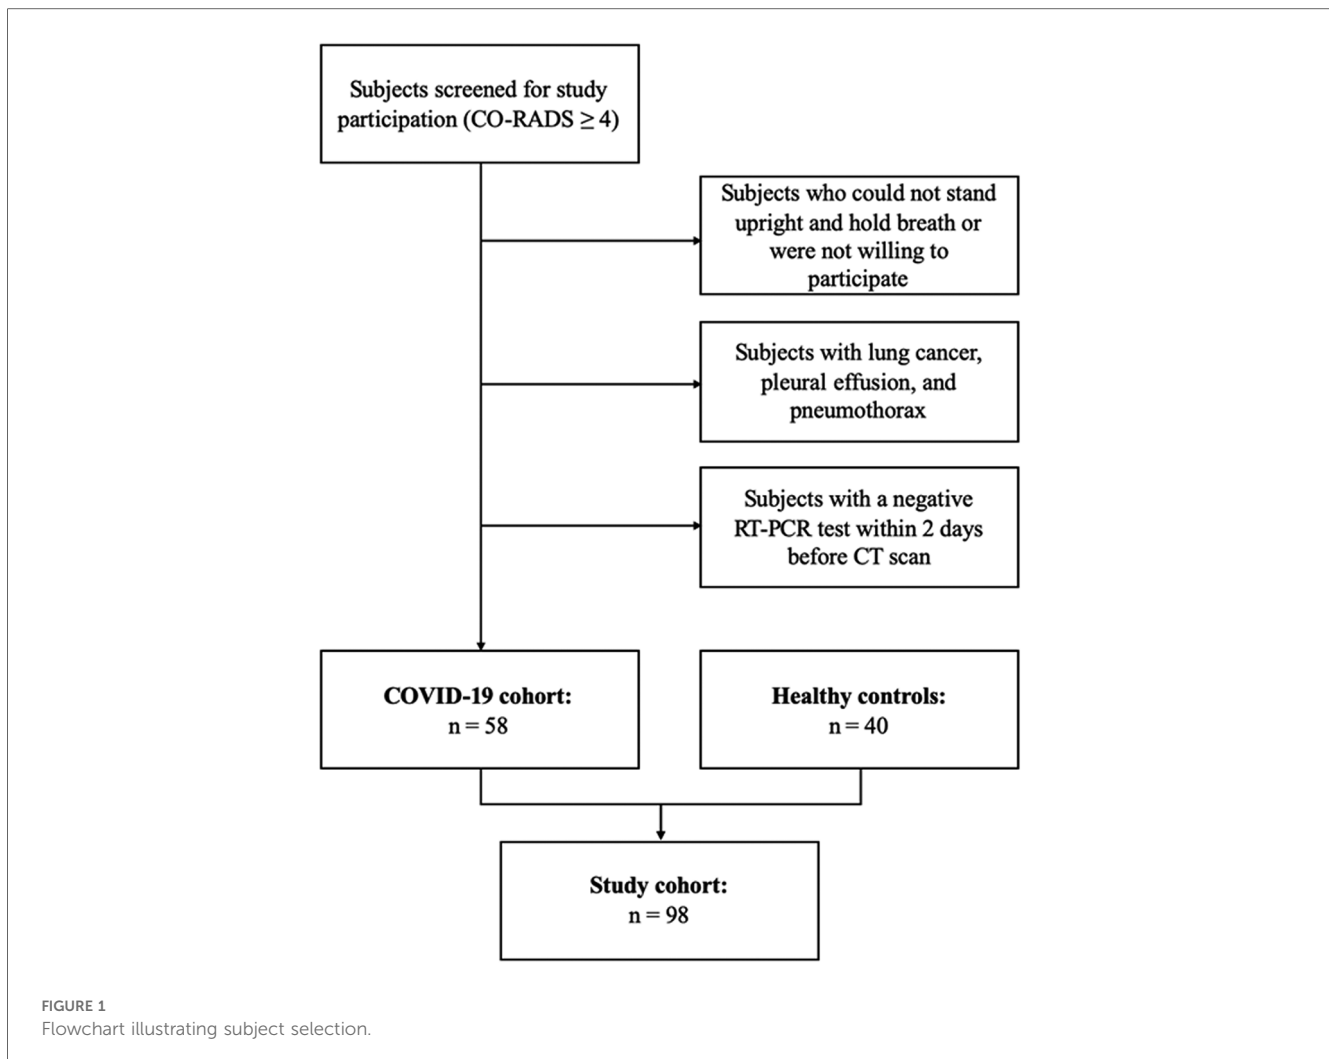 Subjects screened for study
participation (CO-RADS ≥ 4)
Subjects who could not stand
upright and hold breath or
were not willing to
participate
Subjects with lung cancer,
pleural effusion, and
pneumothorax
Subjects with a negative
RT-PCR test within 2 days
before CT scan
COVID-19 cohort:
n = 58
Healthy controls:
n = 40
Study cohort:
n = 98
FIGURE 1
Flowchart illustrating subject selection.